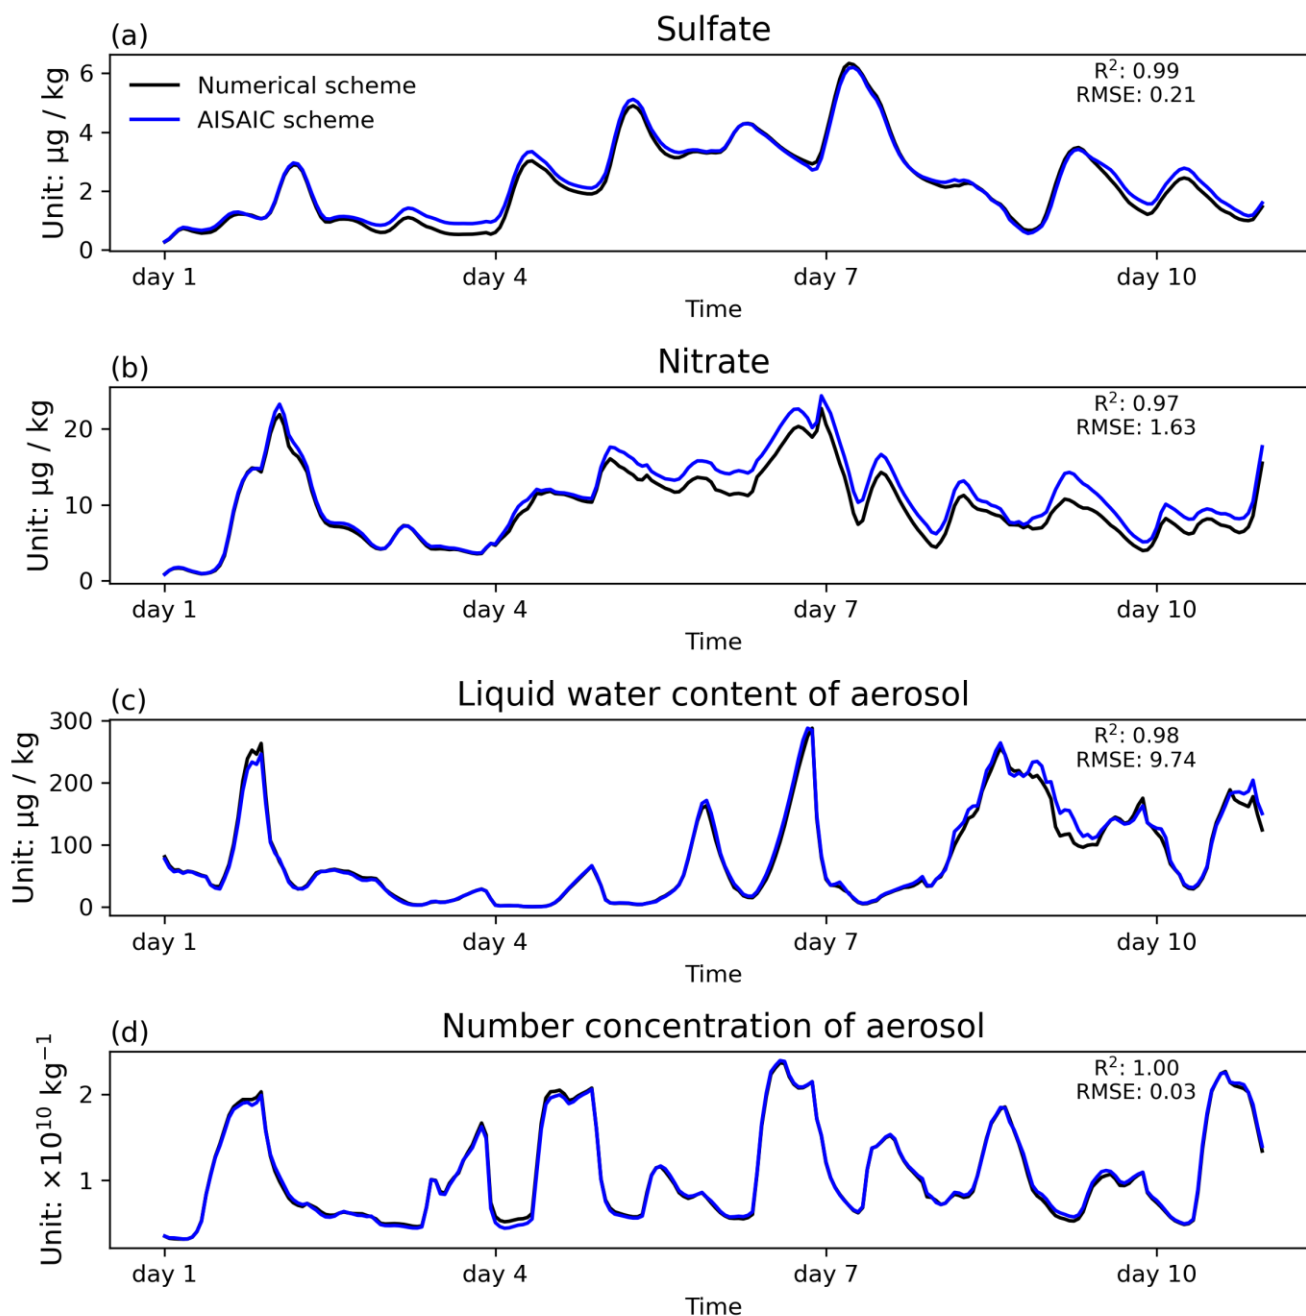 (a)
Sulfate
Unit: µg / kg
6
4
2
0
Numerical scheme
AISAIC scheme
R²: 0.99
RMSE: 0.21
day 1
day 4
day 7
day 10
Time
(b)
Nitrate
Unit: µg / kg
20
10
0
R²: 0.97
RMSE: 1.63
day 1
day 4
day 7
day 10
Time
(c)
Liquid water content of aerosol
Unit: µg / kg
300
200
100
0
R²: 0.98
RMSE: 9.74
day 1
day 4
day 7
day 10
Time
(d)
Number concentration of aerosol
Unit: ×10¹⁰ kg⁻¹
2
1
R²: 1.00
RMSE: 0.03
day 1
day 4
day 7
day 10
Time